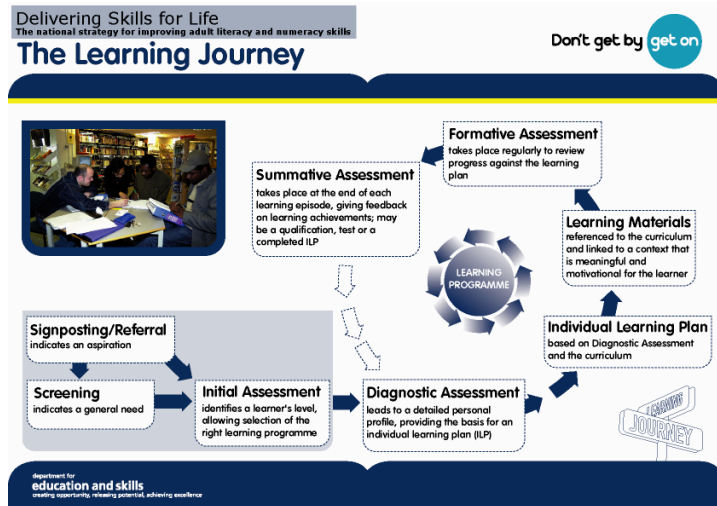 Delivering Skills for Life
The national strategy for improving adult literacy and numeracy skills
The Learning Journey
Don't get by get on
Formative Assessment
takes place regularly to review
progress against the learning
plan
Summative Assessment
takes place at the end of each
learning episode, giving feedback
on learning achievements; may
be a qualification, test or a
completed ILP
Learning Materials
referenced to the curriculum
and linked to a context that
is meaningful and
motivational for the learner
LEARNING
PROGRAMME
Signposting/Referral
indicates an aspiration
Individual Learning Plan
based on Diagnostic Assessment
and the curriculum
Screening
indicates a general need
Initial Assessment
identifies a learner's level,
allowing selection of the
right learning programme
Diagnostic Assessment
leads to a detailed personal
profile, providing the basis for an
individual learning plan (ILP)
LEARNING
JOURNEY
department for
education and skills
creating opportunity, releasing potential, achieving excellence